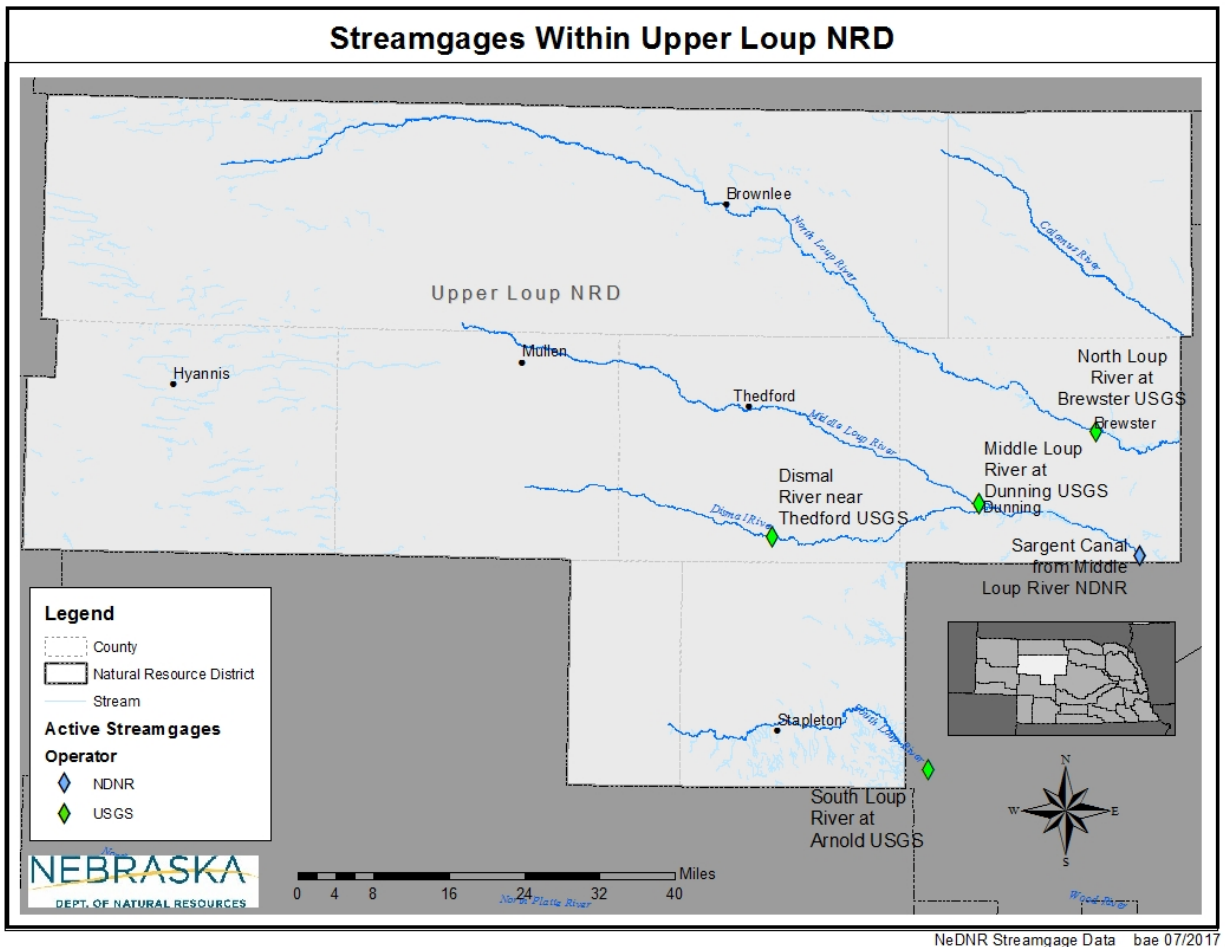 Streamgages Within Upper Loup NRD
Brownlee
North Loup River
Calamus River
Upper Loup NRD
Mullen
Hyannis
Thedford
Middle Loup River
North Loup
River at
Brewster USGS
Brewster
Middle Loup
River at
Dunning USGS
Dunning
Dismal
River near
Thedford USGS
Dismal River
Sargent Canal
from Middle
Loup River NDNR
Stapleton
South Loup River
South Loup
River at
Arnold USGS
Legend
County
Natural Resource District
Stream
Active Streamgages
Operator
NDNR
USGS
NEBRASKA
DEPT. OF NATURAL RESOURCES
0 4 8 16 24 32 40 Miles
North Platte River
Wood River
N
W E
S
NeDNR Streamgage Data bae 07/2017